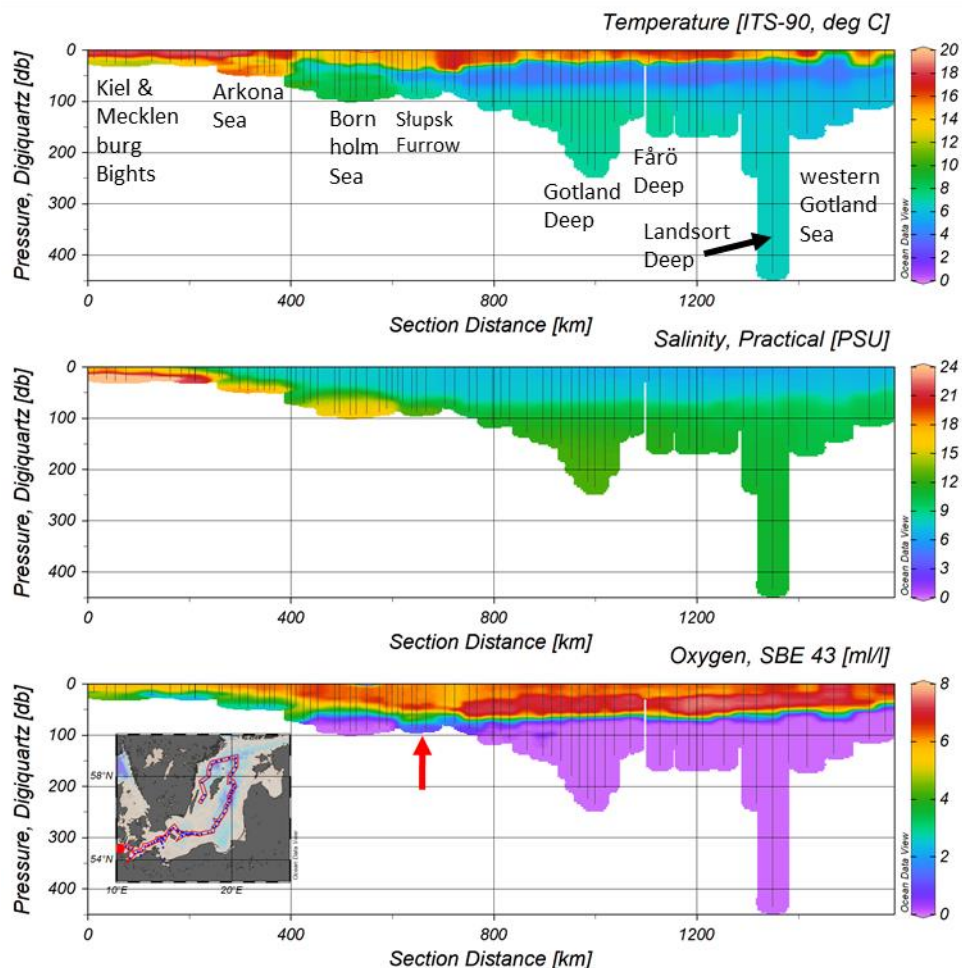 Temperature [ITS-90, deg C]
Pressure, Digiquartz [db]
0
100
200
300
400
Kiel &
Mecklen
burg
Bights
Arkona
Sea
Born
holm
Sea
Słupsk
Furrow
Gotland
Deep
Fårö
Deep
Landsort
Deep
western
Gotland
Sea
20
18
16
14
12
10
8
6
4
2
0
Ocean Data View
0 400 800 1200
Section Distance [km]
Salinity, Practical [PSU]
Pressure, Digiquartz [db]
0
100
200
300
400
24
21
18
15
12
9
6
3
0
Ocean Data View
0 400 800 1200
Section Distance [km]
Oxygen, SBE 43 [ml/l]
Pressure, Digiquartz [db]
0
100
200
300
400
58°N
54°N
10°E 20°E
Ocean Data View
8
6
4
2
0
Ocean Data View
0 400 800 1200
Section Distance [km]